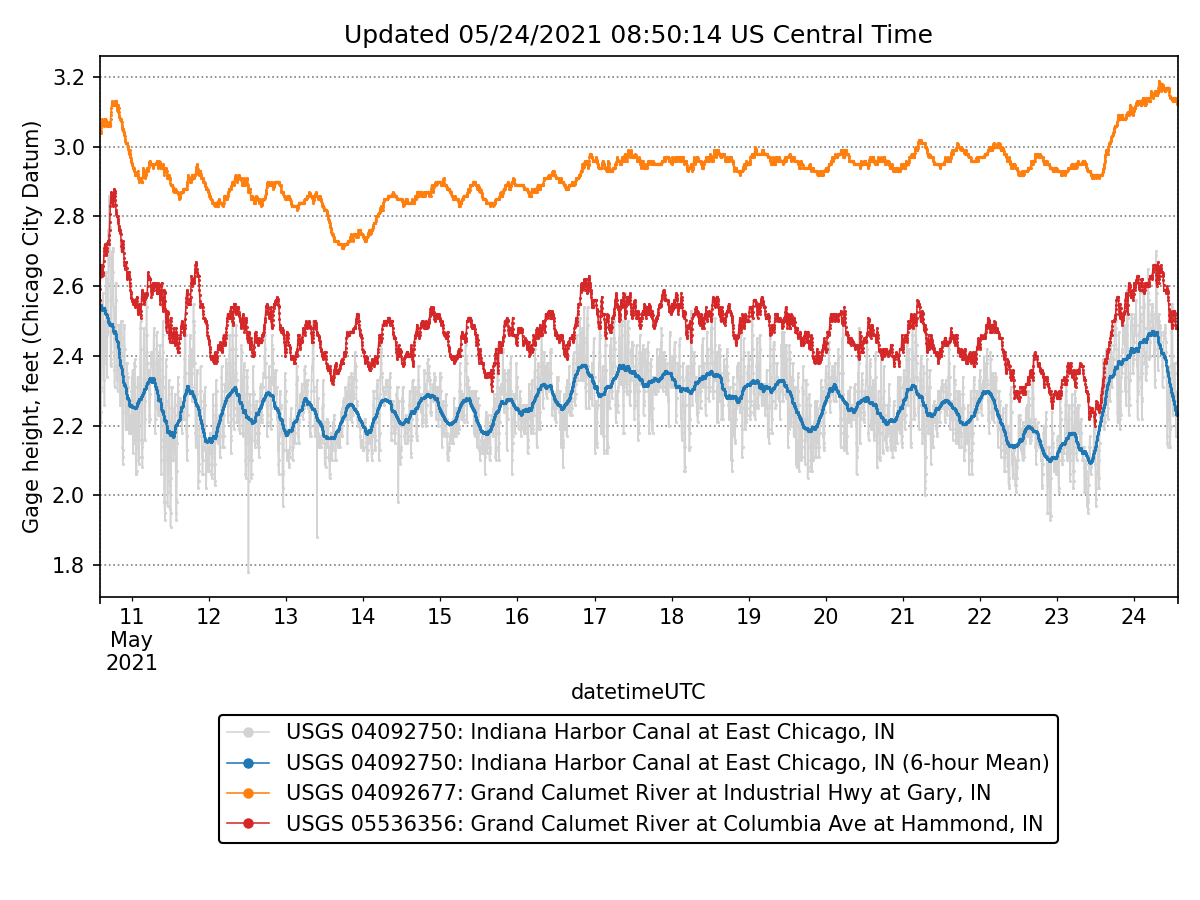 Updated 05/24/2021 08:50:14 US Central Time
Gage height, feet (Chicago City Datum)
3.2
3.0
2.8
2.6
2.4
2.2
2.0
1.8
11 12 13 14 15 16 17 18 19 20 21 22 23 24
May
2021
datetimeUTC
USGS 04092750: Indiana Harbor Canal at East Chicago, IN
USGS 04092750: Indiana Harbor Canal at East Chicago, IN (6-hour Mean)
USGS 04092677: Grand Calumet River at Industrial Hwy at Gary, IN
USGS 05536356: Grand Calumet River at Columbia Ave at Hammond, IN